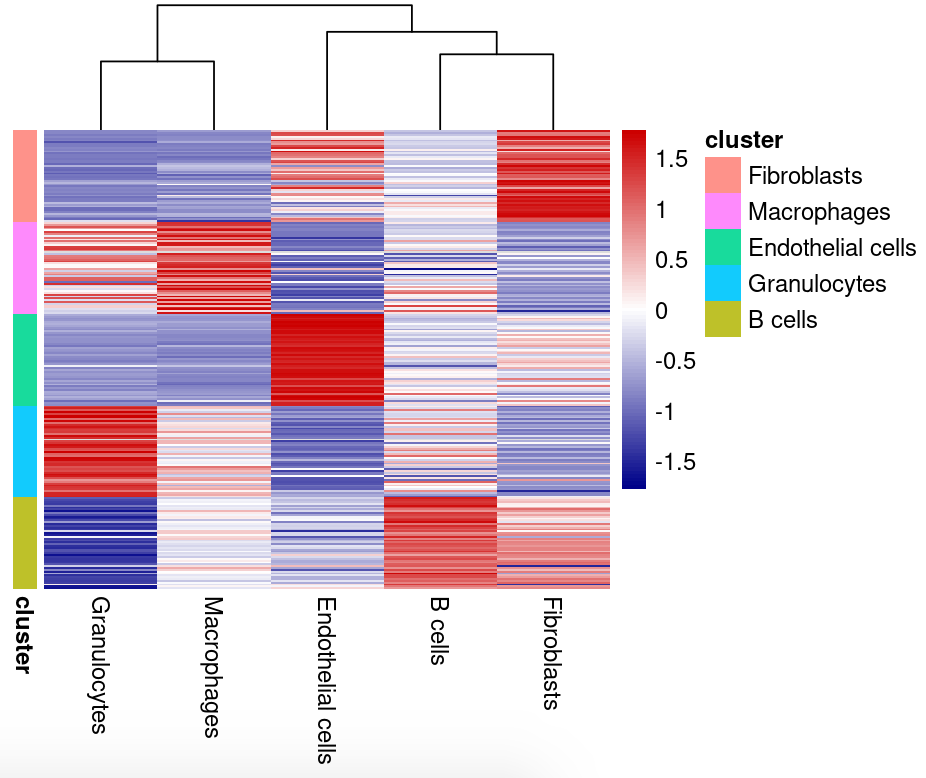 cluster
Fibroblasts
Macrophages
Endothelial cells
Granulocytes
B cells
1.5
1
0.5
0
-0.5
-1
-1.5
cluster
Granulocytes
Macrophages
Endothelial cells
B cells
Fibroblasts